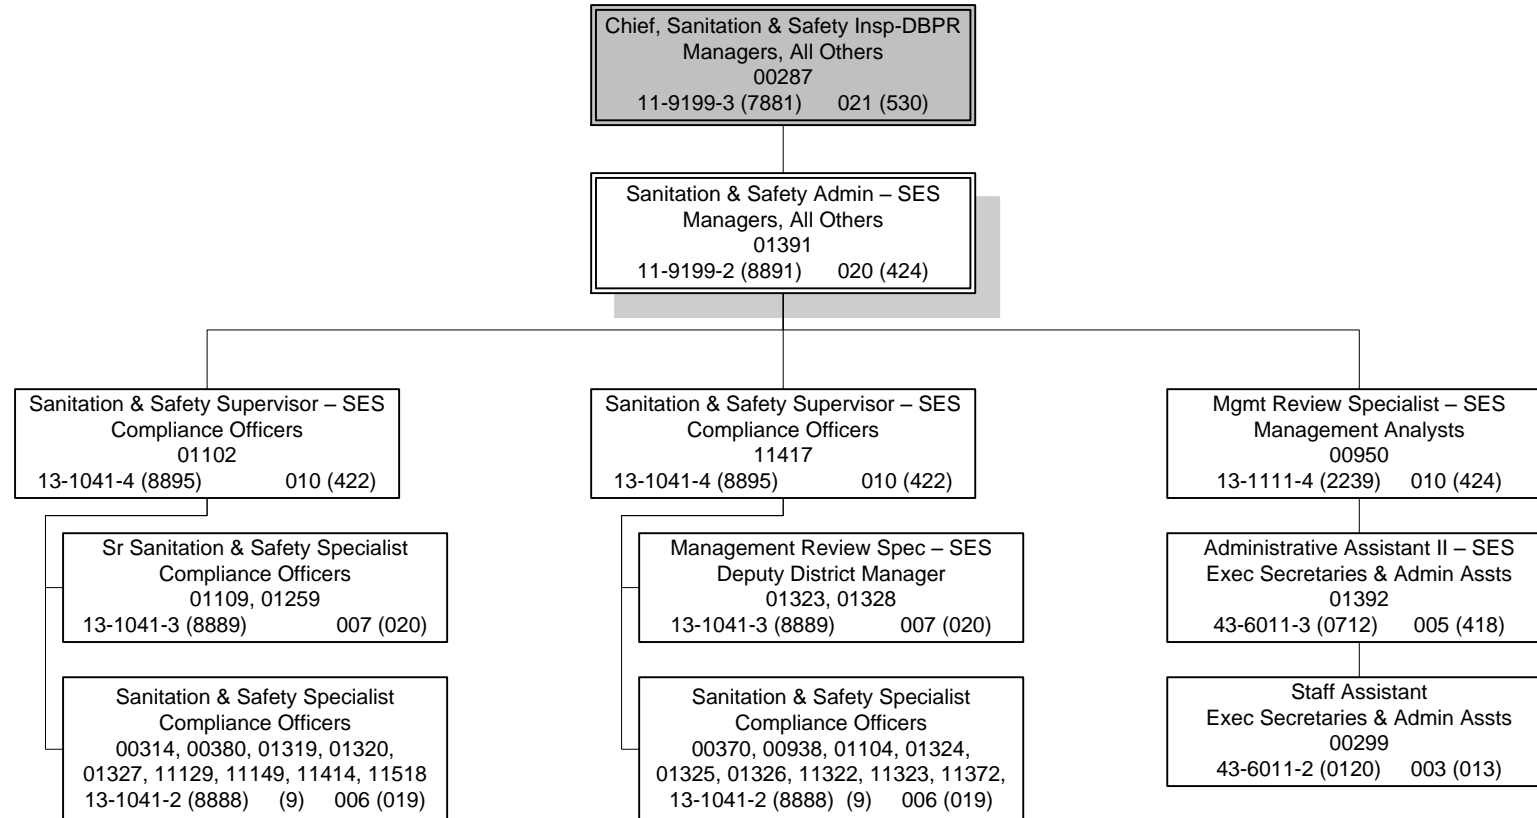 Chief, Sanitation & Safety Insp-DBPR
Managers, All Others
00287
11-9199-3 (7881) 021 (530)
Sanitation & Safety Admin – SES
Managers, All Others
01391
11-9199-2 (8891) 020 (424)
Sanitation & Safety Supervisor – SES
Compliance Officers
01102
13-1041-4 (8895) 010 (422)
Sr Sanitation & Safety Specialist
Compliance Officers
01109, 01259
13-1041-3 (8889) 007 (020)
Sanitation & Safety Specialist
Compliance Officers
00314, 00380, 01319, 01320,
01327, 11129, 11149, 11414, 11518
13-1041-2 (8888) (9) 006 (019)
Sanitation & Safety Supervisor – SES
Compliance Officers
11417
13-1041-4 (8895) 010 (422)
Management Review Spec – SES
Deputy District Manager
01323, 01328
13-1041-3 (8889) 007 (020)
Sanitation & Safety Specialist
Compliance Officers
00370, 00938, 01104, 01324,
01325, 01326, 11322, 11323, 11372,
13-1041-2 (8888) (9) 006 (019)
Mgmt Review Specialist – SES
Management Analysts
00950
13-1111-4 (2239) 010 (424)
Administrative Assistant II – SES
Exec Secretaries & Admin Assts
01392
43-6011-3 (0712) 005 (418)
Staff Assistant
Exec Secretaries & Admin Assts
00299
43-6011-2 (0120) 003 (013)